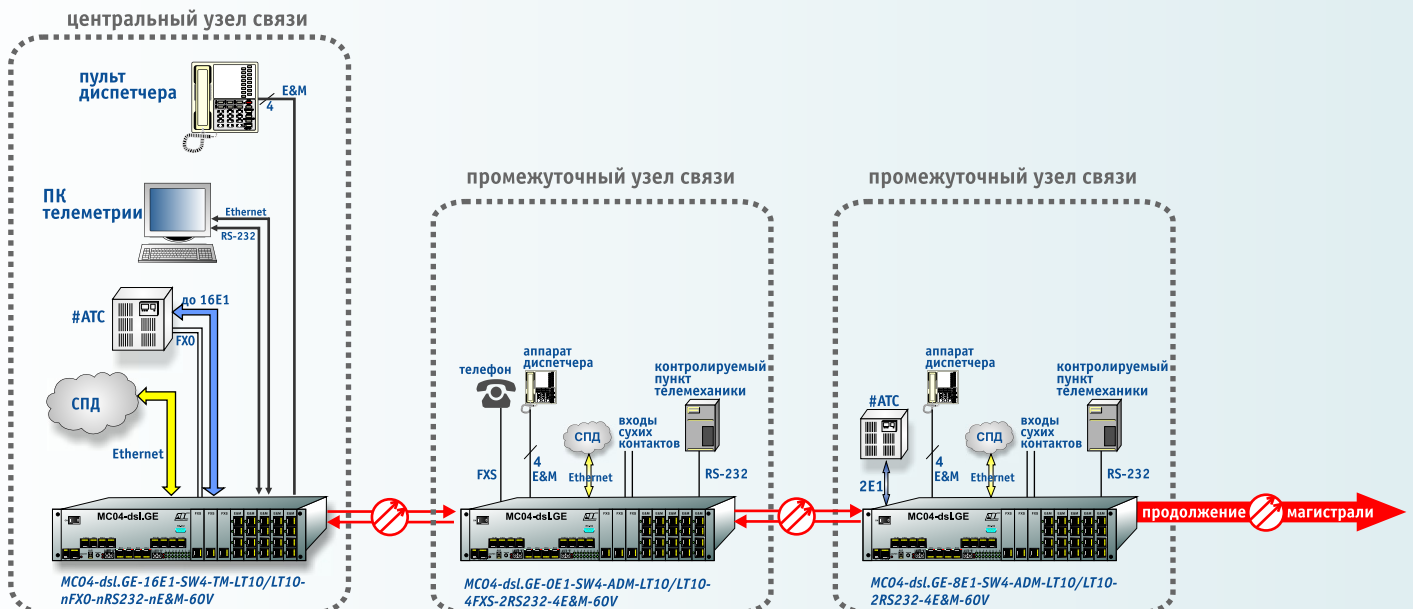 центральный узел связи
пульт
диспетчера
E&M
4
ПК
телеметрии
Ethernet
RS-232
до 16E1
#АТС
FXO
СПД
Ethernet
MC04-dsl.GE
MC04-dsl.GE-16E1-SW4-TM-LT10/LT10-
nFXO-nRS232-nE&M-60V
промежуточный узел связи
телефон
аппарат
диспетчера
контролируемый
пункт
телемеханики
СПД
входы
сухих
контактов
FXS
4
E&M
Ethernet
RS-232
MC04-dsl.GE
MC04-dsl.GE-0E1-SW4-ADM-LT10/LT10-
4FXS-2RS232-4E&M-60V
промежуточный узел связи
#АТС
аппарат
диспетчера
контролируемый
пункт
телемеханики
СПД
входы
сухих
контактов
2E1
4
E&M
Ethernet
RS-232
MC04-dsl.GE
MC04-dsl.GE-8E1-SW4-ADM-LT10/LT10-
2RS232-4E&M-60V
продолжение магистрали